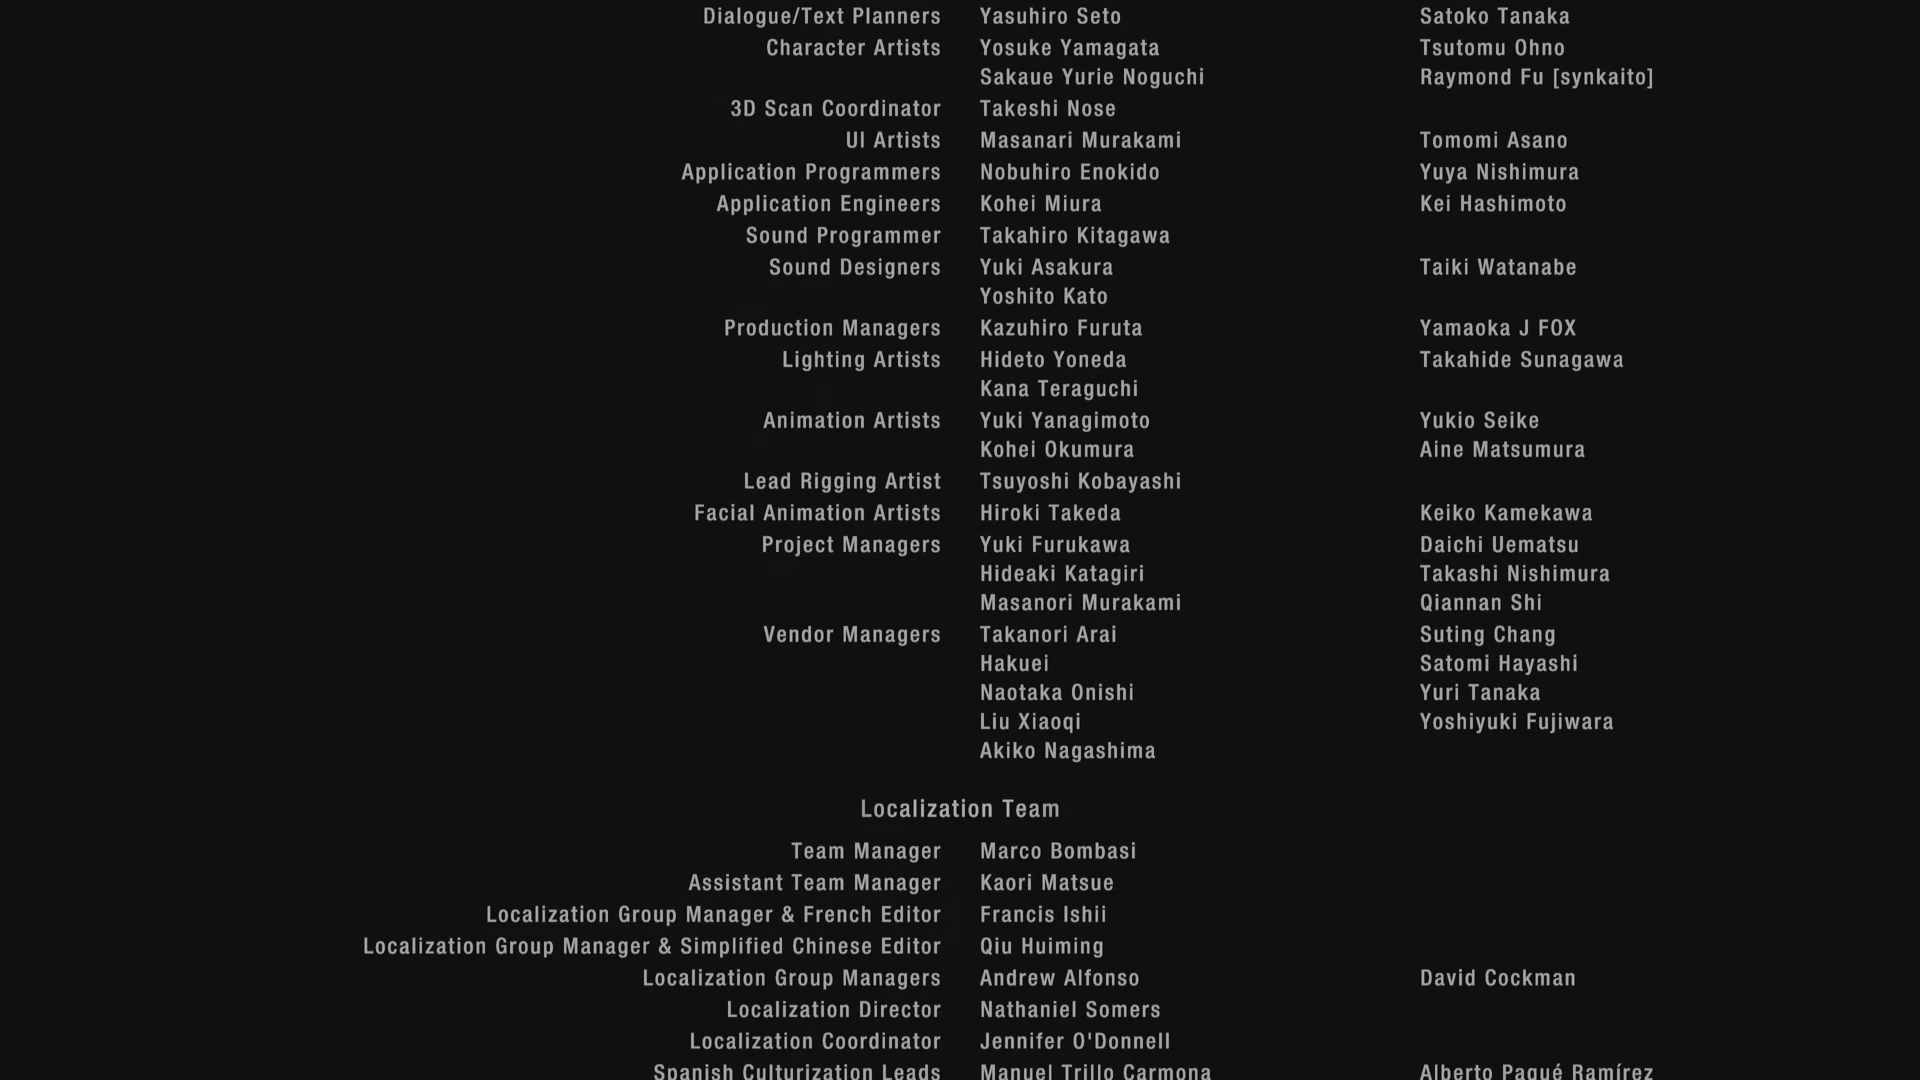 Dialogue/Text Planners Yasuhiro Seto Satoko Tanaka
Character Artists Yosuke Yamagata Tsutomu Ohno
Sakaue Yurie Noguchi Raymond Fu [synkaito]
3D Scan Coordinator Takeshi Nose
UI Artists Masanari Murakami Tomomi Asano
Application Programmers Nobuhiro Enokido Yuya Nishimura
Application Engineers Kohei Miura Kei Hashimoto
Sound Programmer Takahiro Kitagawa
Sound Designers Yuki Asakura Taiki Watanabe
Yoshito Kato
Production Managers Kazuhiro Furuta Yamaoka J FOX
Lighting Artists Hideto Yoneda Takahide Sunagawa
Kana Teraguchi
Animation Artists Yuki Yanagimoto Yukio Seike
Kohei Okumura Aine Matsumura
Lead Rigging Artist Tsuyoshi Kobayashi
Facial Animation Artists Hiroki Takeda Keiko Kamekawa
Project Managers Yuki Furukawa Daichi Uematsu
Hideaki Katagiri Takashi Nishimura
Masanori Murakami Qiannan Shi
Vendor Managers Takanori Arai Suting Chang
Hakuei Satomi Hayashi
Naotaka Onishi Yuri Tanaka
Liu Xiaoqi Yoshiyuki Fujiwara
Akiko Nagashima
Localization Team
Team Manager Marco Bombasi
Assistant Team Manager Kaori Matsue
Localization Group Manager & French Editor Francis Ishii
Localization Group Manager & Simplified Chinese Editor Qiu Huiming
Localization Group Managers Andrew Alfonso David Cockman
Localization Director Nathaniel Somers
Localization Coordinator Jennifer O'Donnell
Spanish Culturization Leads Manuel Trillo Carmona Alberto Pagué Ramírez